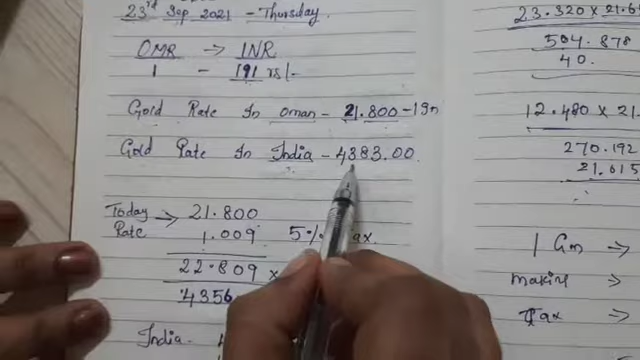 23rd Sep 2021 - Thursday.
OMR → INR
1 - 191 rs/-
Gold Rate In Oman - 21.800 - 1Gm
Gold Rate In India - 4383.00
Today Rate → 21.800
1.009 5% Tax.
22.809 ×
4356
India -
23.320 ×
504.878
40.
12.480 × 21
270.192
21.615
1 Gm →
making →
Tax →